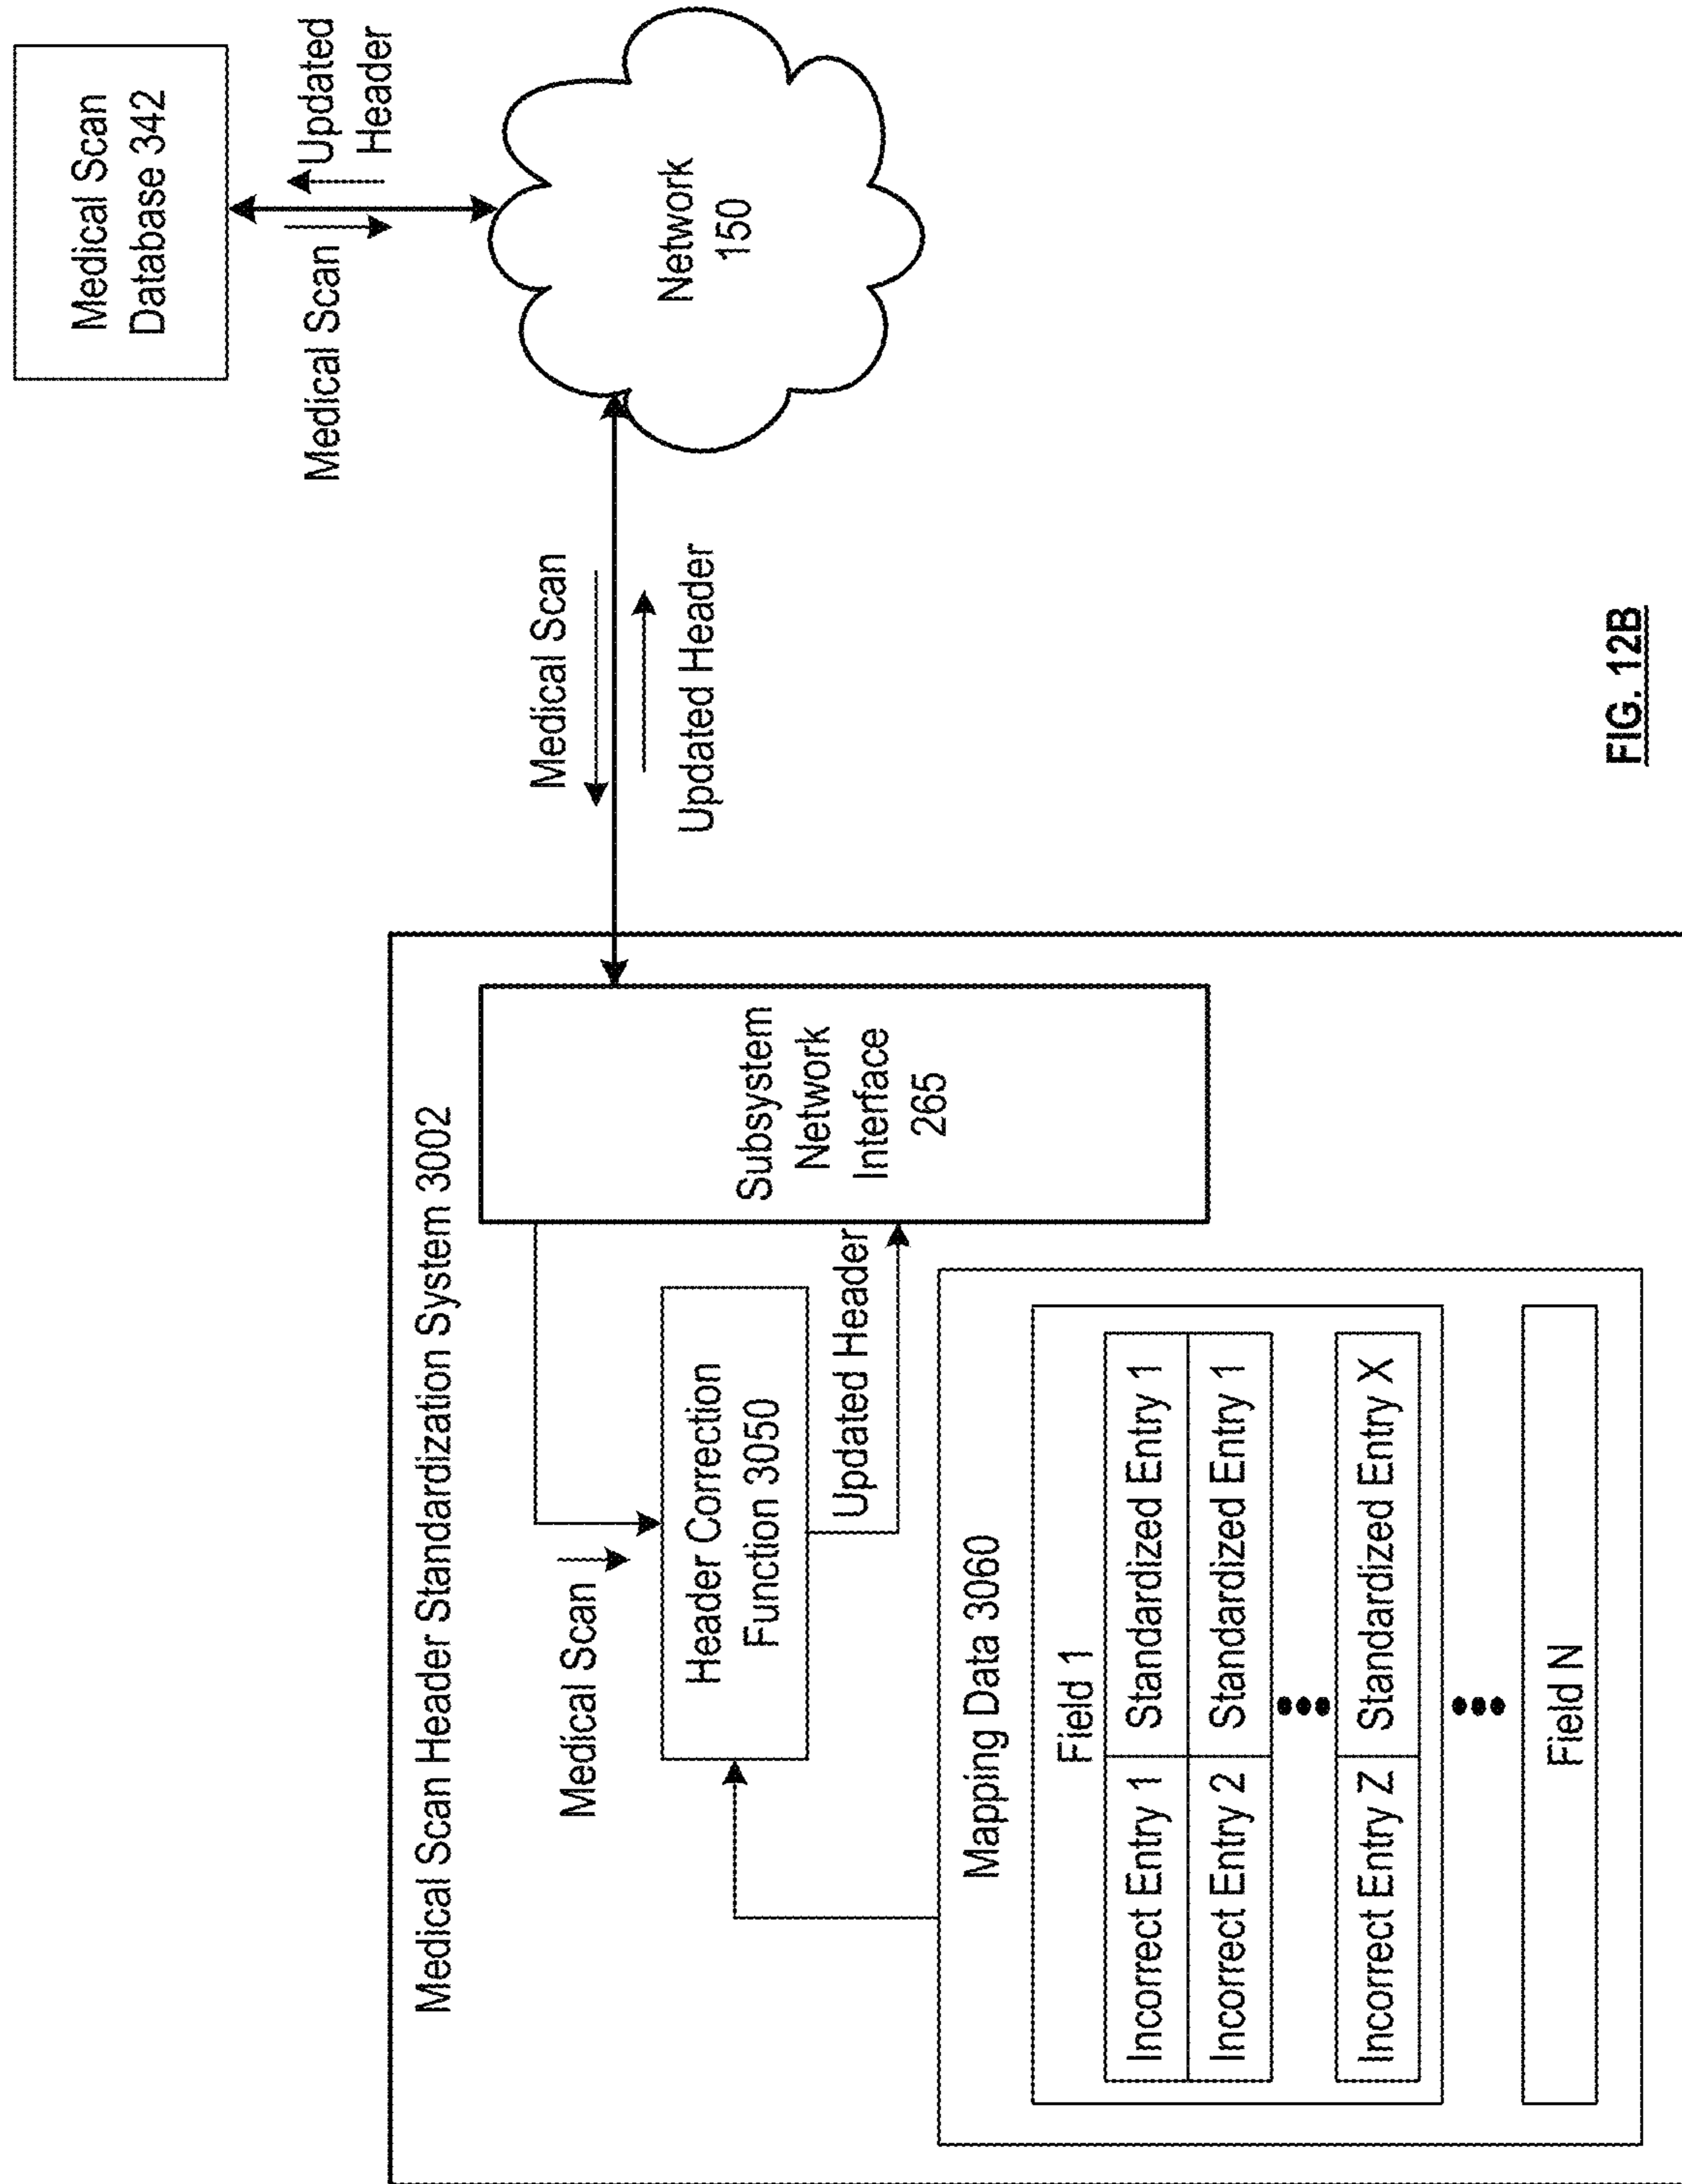 Medical Scan
Database 342
Medical Scan
Updated
Header
Network
150
Medical Scan
Updated Header
Medical Scan Header Standardization System 3002
Subsystem
Network
Interface
265
Medical Scan
Header Correction
Function 3050
Updated Header
Mapping Data 3060
Field 1
Incorrect Entry 1 Standardized Entry 1
Incorrect Entry 2 Standardized Entry 1
Incorrect Entry Z Standardized Entry X
Field N
FIG. 12B